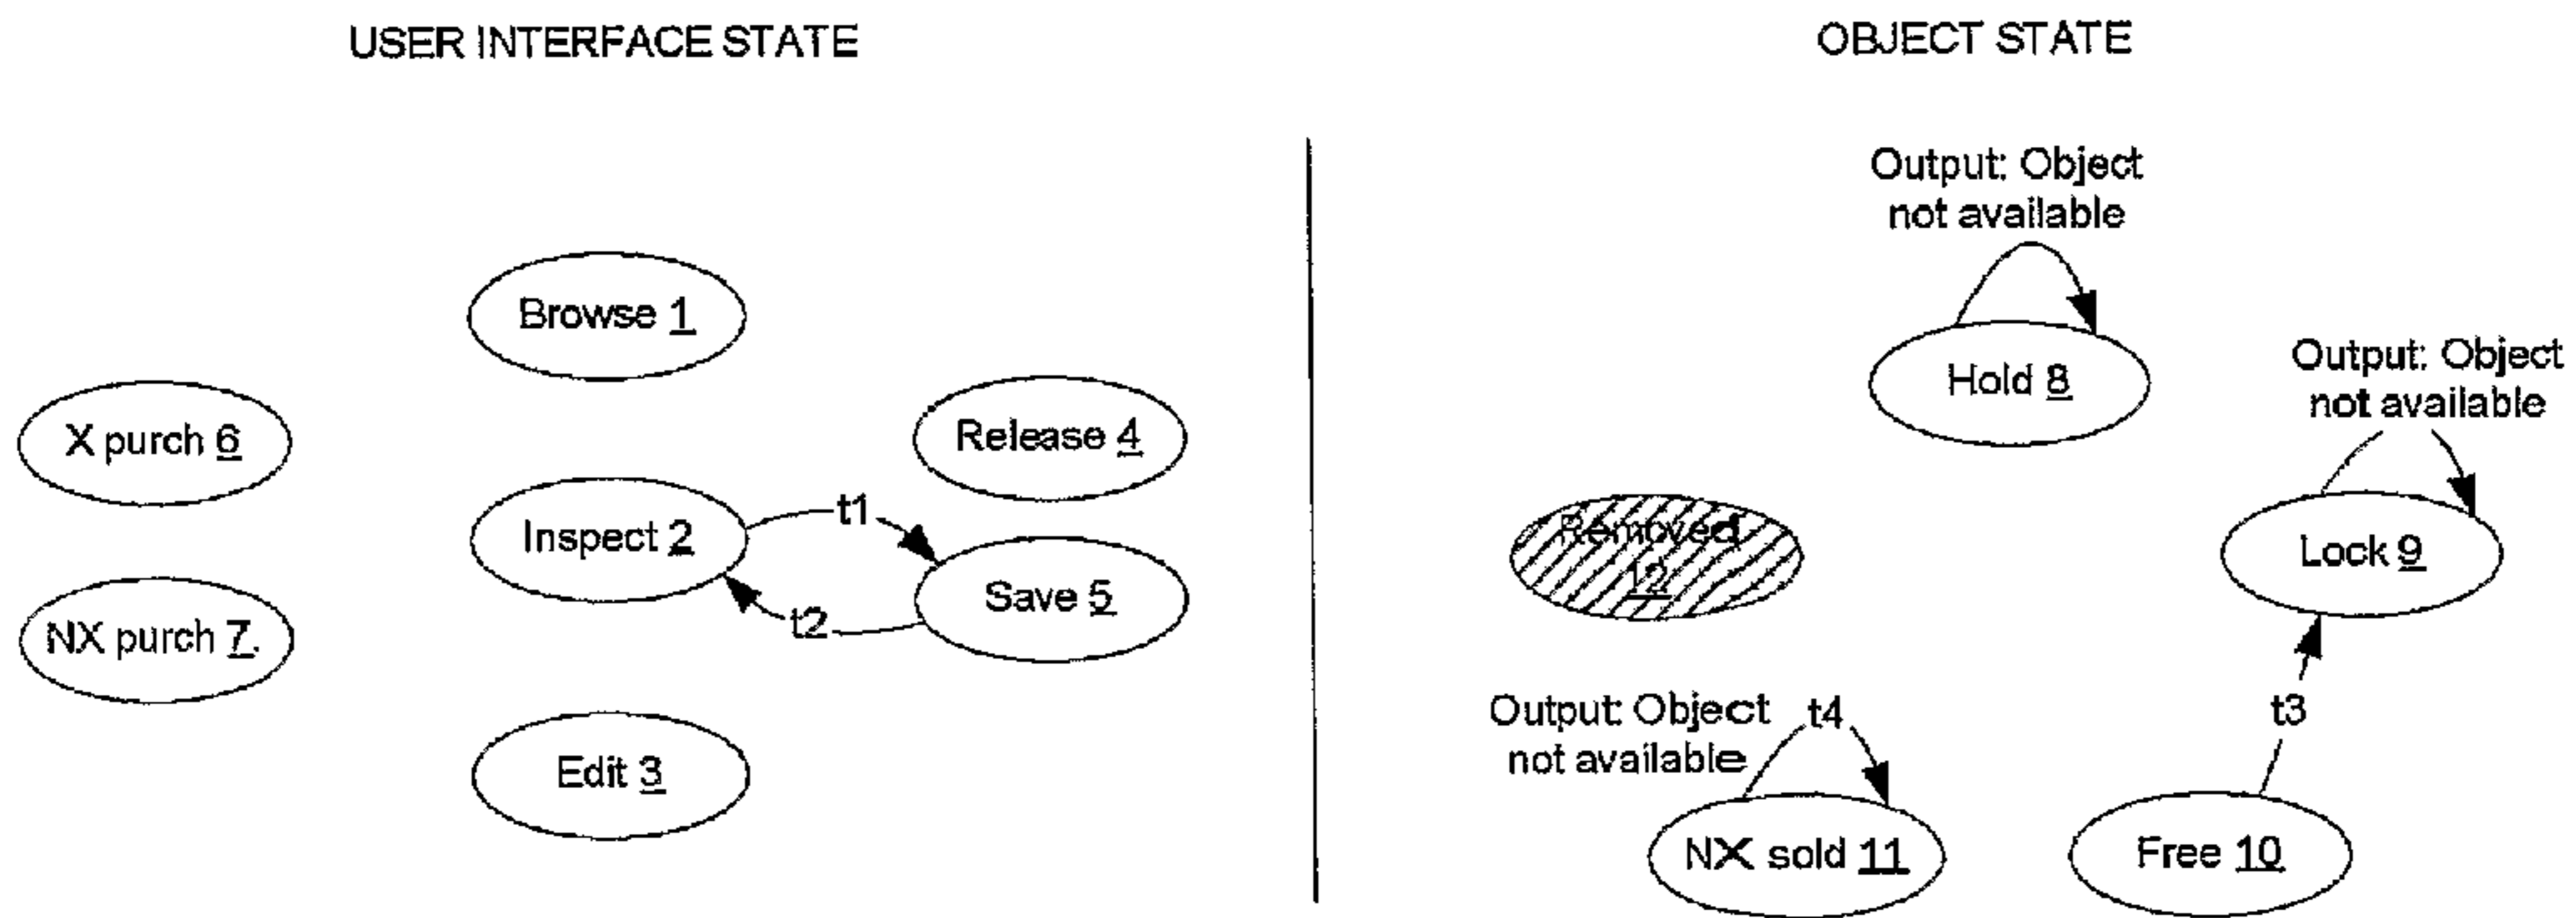 USER INTERFACE STATE
OBJECT STATE
Output: Object
not available
Browse 1
Hold 8
Output: Object
not available
X purch 6
Release 4
Inspect 2
t1
Removed
12
Lock 9
Save 5
t2
NX purch 7.
Output: Object
not available
t4
t3
Edit 3
NX sold 11
Free 10